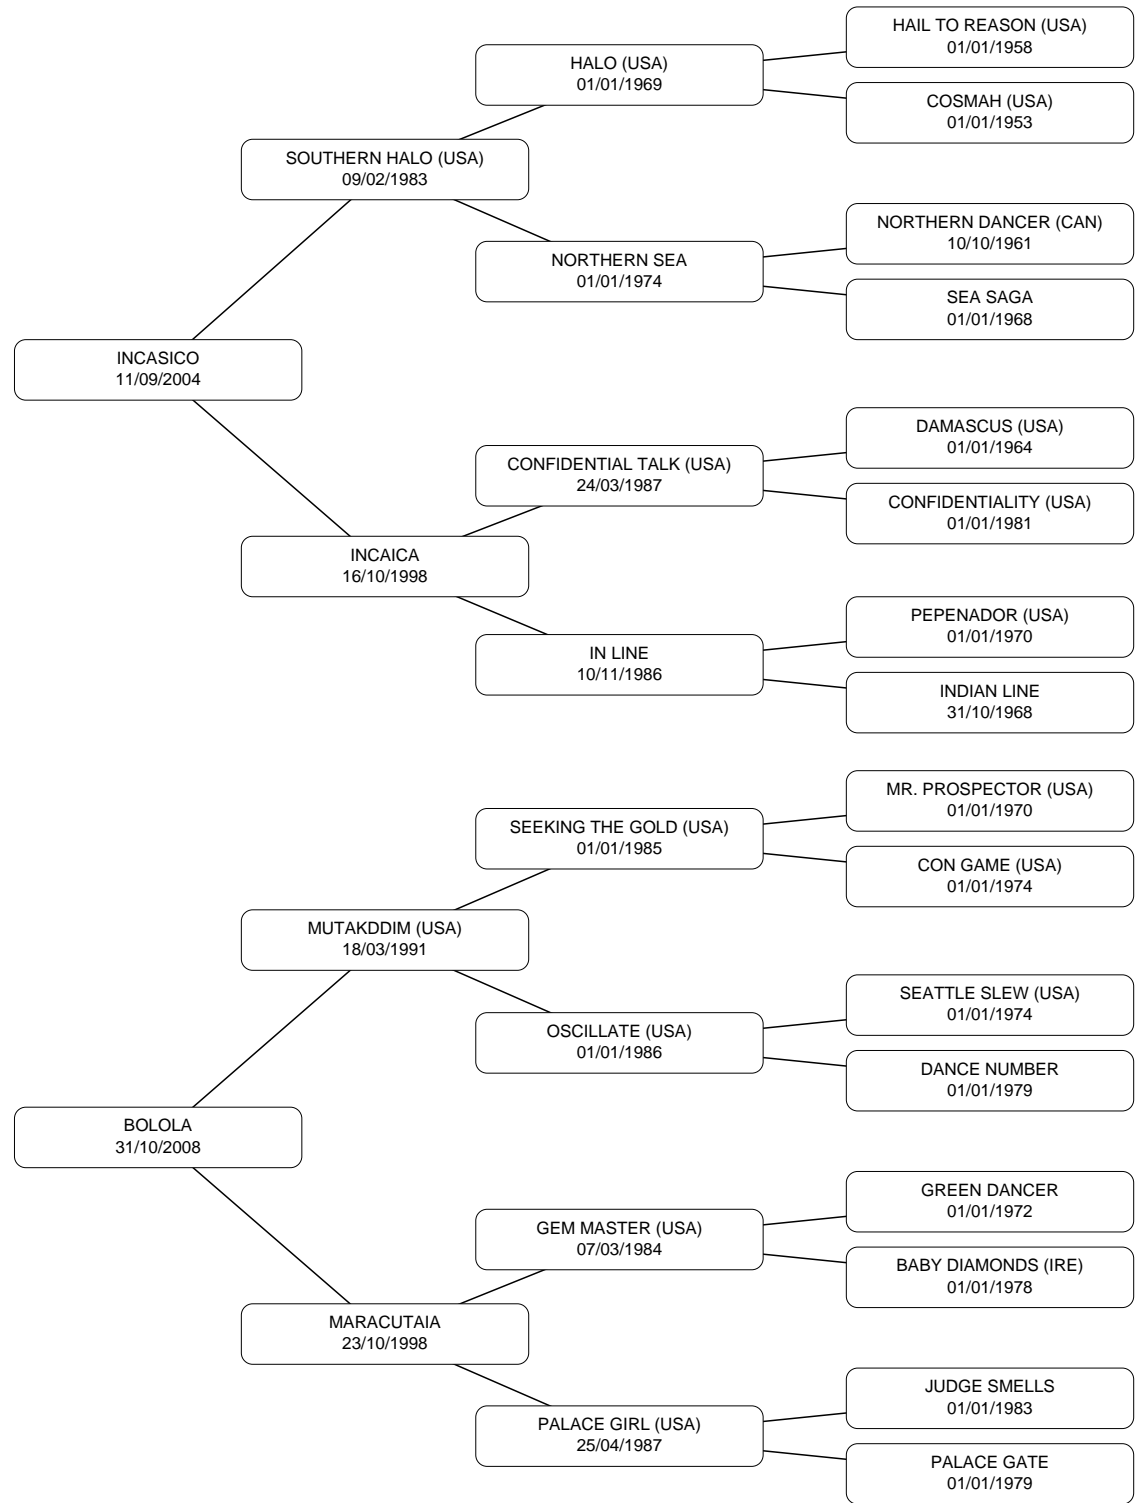 HAIL TO REASON (USA)
01/01/1958
HALO (USA)
01/01/1969
COSMAH (USA)
01/01/1953
SOUTHERN HALO (USA)
09/02/1983
NORTHERN DANCER (CAN)
10/10/1961
NORTHERN SEA
01/01/1974
SEA SAGA
01/01/1968
INCASICO
11/09/2004
DAMASCUS (USA)
01/01/1964
CONFIDENTIAL TALK (USA)
24/03/1987
CONFIDENTIALITY (USA)
01/01/1981
INCAICA
16/10/1998
PEPENADOR (USA)
01/01/1970
IN LINE
10/11/1986
INDIAN LINE
31/10/1968
MR. PROSPECTOR (USA)
01/01/1970
SEEKING THE GOLD (USA)
01/01/1985
CON GAME (USA)
01/01/1974
MUTAKDDIM (USA)
18/03/1991
SEATTLE SLEW (USA)
01/01/1974
OSCILLATE (USA)
01/01/1986
DANCE NUMBER
01/01/1979
BOLOLA
31/10/2008
GREEN DANCER
01/01/1972
GEM MASTER (USA)
07/03/1984
BABY DIAMONDS (IRE)
01/01/1978
MARACUTAIA
23/10/1998
JUDGE SMELLS
01/01/1983
PALACE GIRL (USA)
25/04/1987
PALACE GATE
01/01/1979